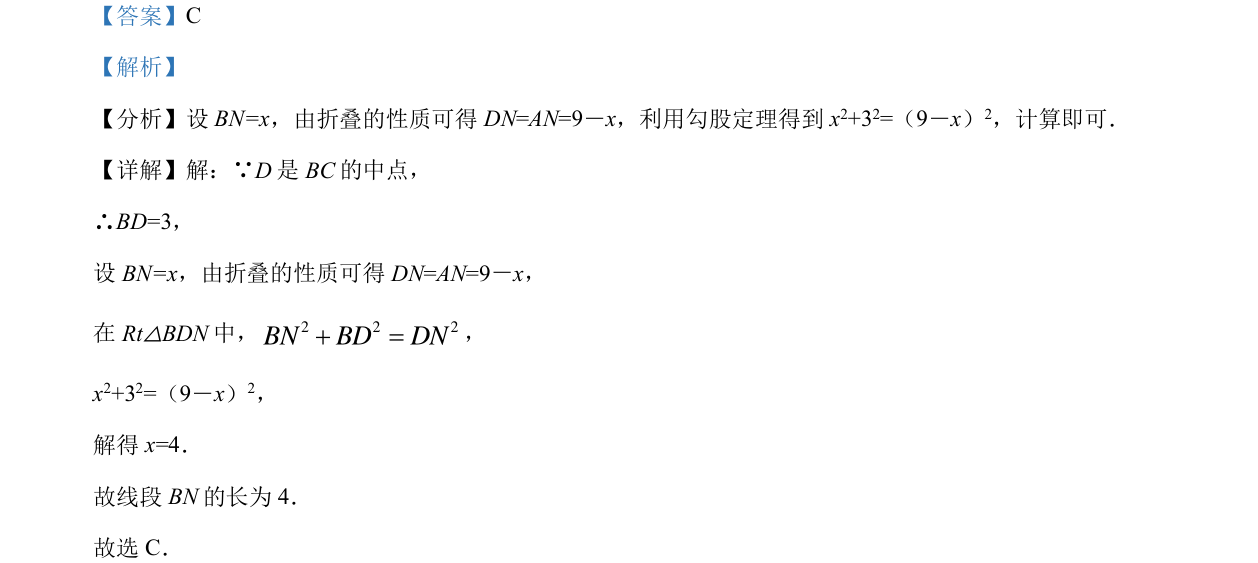 【答案】C
【解析】
【分析】设 BN=x，由折叠的性质可得 DN=AN=9－x，利用勾股定理得到 x²+3²=（9－x）²，计算即可．
【详解】解：∵D 是 BC 的中点，
∴BD=3，
设 BN=x，由折叠的性质可得 DN=AN=9－x，
在 Rt△BDN 中， BN² + BD² = DN² ，
x²+3²=（9－x）²，
解得 x=4．
故线段 BN 的长为 4．
故选 C．